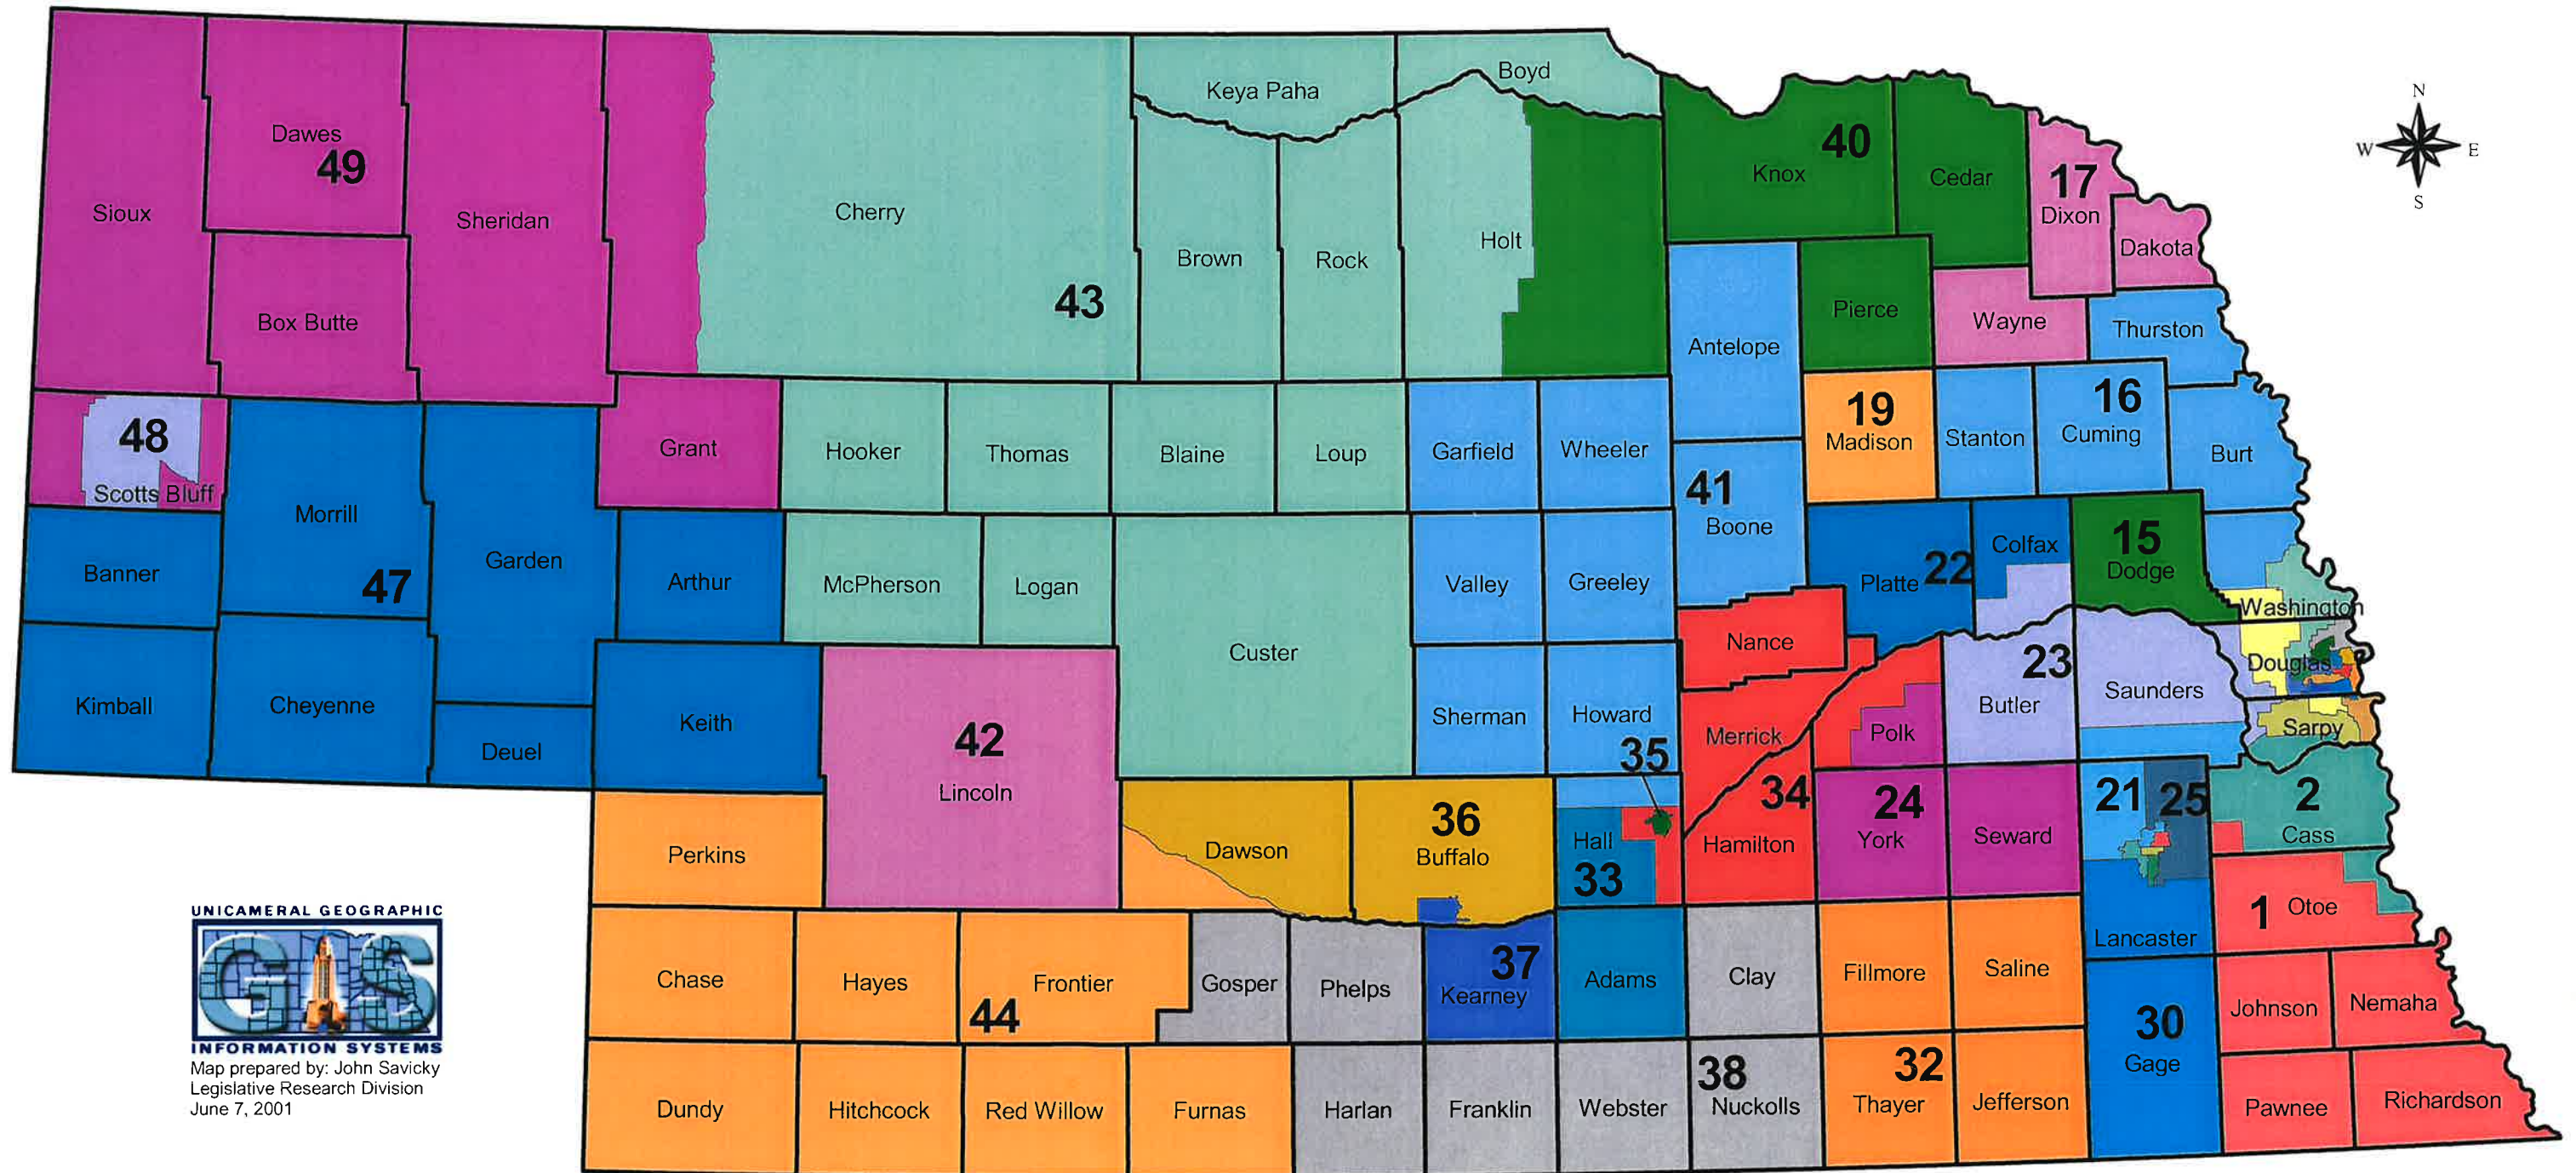 N
W E
S
Boyd
Keya Paha
Dawes
49
40
Knox
Cedar
17
Dixon
Sioux
Sheridan
Cherry
Holt
Dakota
Brown
Rock
43
Box Butte
Pierce
Wayne
Thurston
Antelope
48
Scotts Bluff
Grant
Hooker
Thomas
Blaine
Loup
Garfield
Wheeler
19
Madison
Stanton
16
Cuming
Burt
41
Boone
Morrill
47
Garden
Banner
Arthur
McPherson
Logan
Valley
Greeley
Platte
22
Colfax
15
Dodge
Washington
Custer
Nance
23
Butler
Saunders
Douglas
Kimball
Cheyenne
Deuel
Keith
42
Lincoln
Sherman
Howard
35
Merrick
Polk
Sarpy
34
Hamilton
24
York
Seward
21
25
2
Cass
Perkins
Dawson
36
Buffalo
Hall
33
Lancaster
1
Otoe
Chase
Hayes
Frontier
44
Gosper
Phelps
37
Kearney
Adams
Clay
Fillmore
Saline
Johnson
Nemaha
30
Gage
Dundy
Hitchcock
Red Willow
Furnas
Harlan
Franklin
Webster
38
Nuckolls
32
Thayer
Jefferson
Pawnee
Richardson
UNICAMERAL GEOGRAPHIC
GIS
INFORMATION SYSTEMS
Map prepared by: John Savicky
Legislative Research Division
June 7, 2001